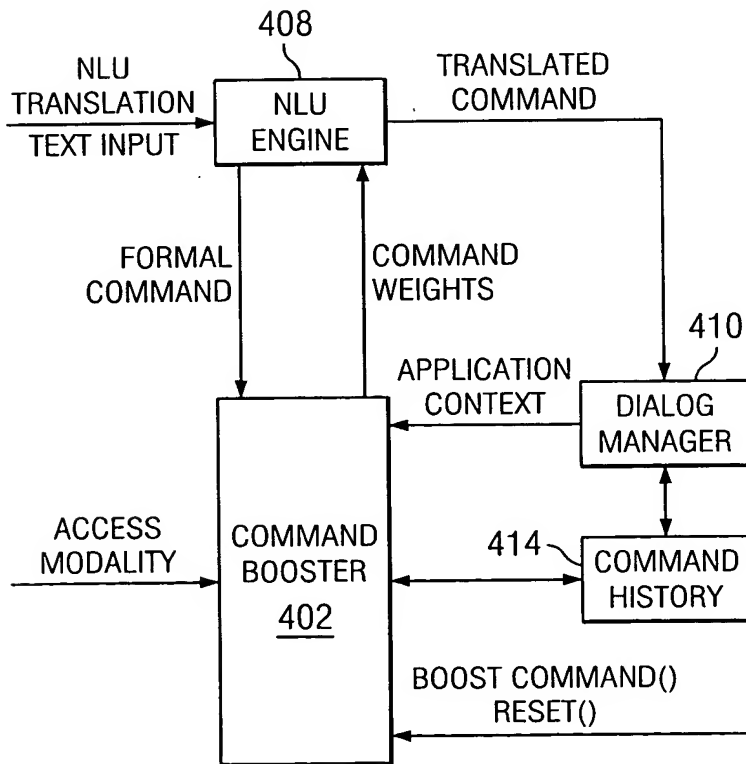 408
NLU
TRANSLATION
TEXT INPUT
NLU
ENGINE
TRANSLATED
COMMAND
FORMAL
COMMAND
COMMAND
WEIGHTS
410
APPLICATION
CONTEXT
DIALOG
MANAGER
ACCESS
MODALITY
COMMAND
BOOSTER
402
414
COMMAND
HISTORY
BOOST COMMAND()
RESET()